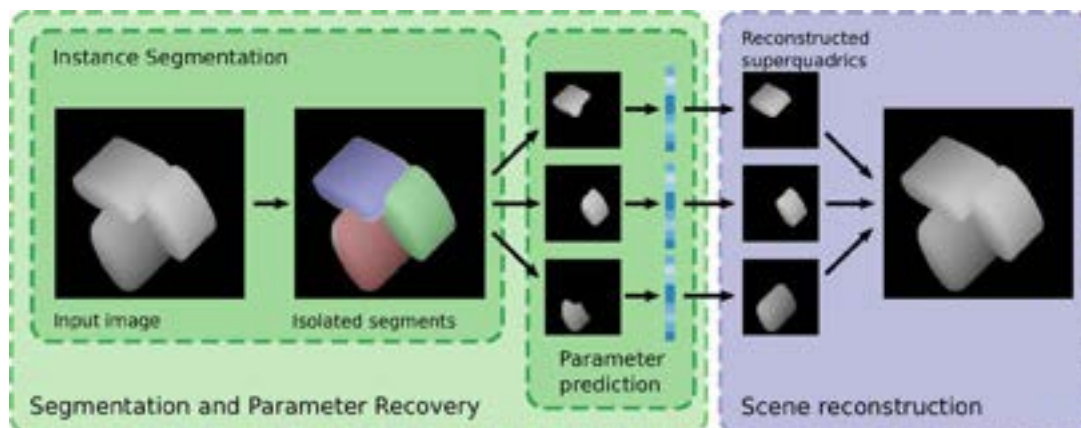 Instance Segmentation
Input image
Isolated segments
Parameter
prediction
Segmentation and Parameter Recovery
Reconstructed
superquadrics
Scene reconstruction